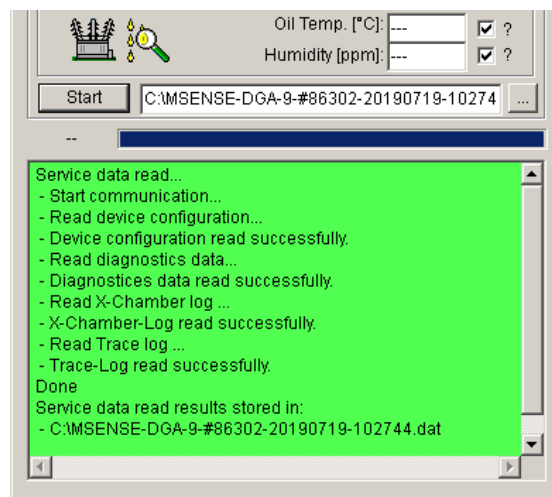 Oil Temp. [°C]: --- ?
Humidity [ppm]: --- ?
Start C:\MSENSE-DGA-9-#86302-20190719-10274 ...
--
Service data read...
- Start communication...
- Read device configuration...
- Device configuration read successfully.
- Read diagnostics data...
- Diagnostices data read successfully.
- Read X-Chamber log ...
- X-Chamber-Log read successfully.
- Read Trace log ...
- Trace-Log read successfully.
Done
Service data read results stored in:
- C:\MSENSE-DGA-9-#86302-20190719-102744.dat